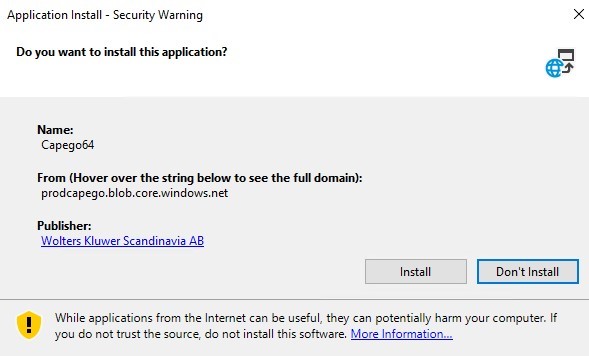 Application Install - Security Warning
Do you want to install this application?
Name:
Capego64
From (Hover over the string below to see the full domain):
prodcapego.blob.core.windows.net
Publisher:
Wolters Kluwer Scandinavia AB
Install
Don't Install
While applications from the Internet can be useful, they can potentially harm your computer. If
you do not trust the source, do not install this software. More Information...